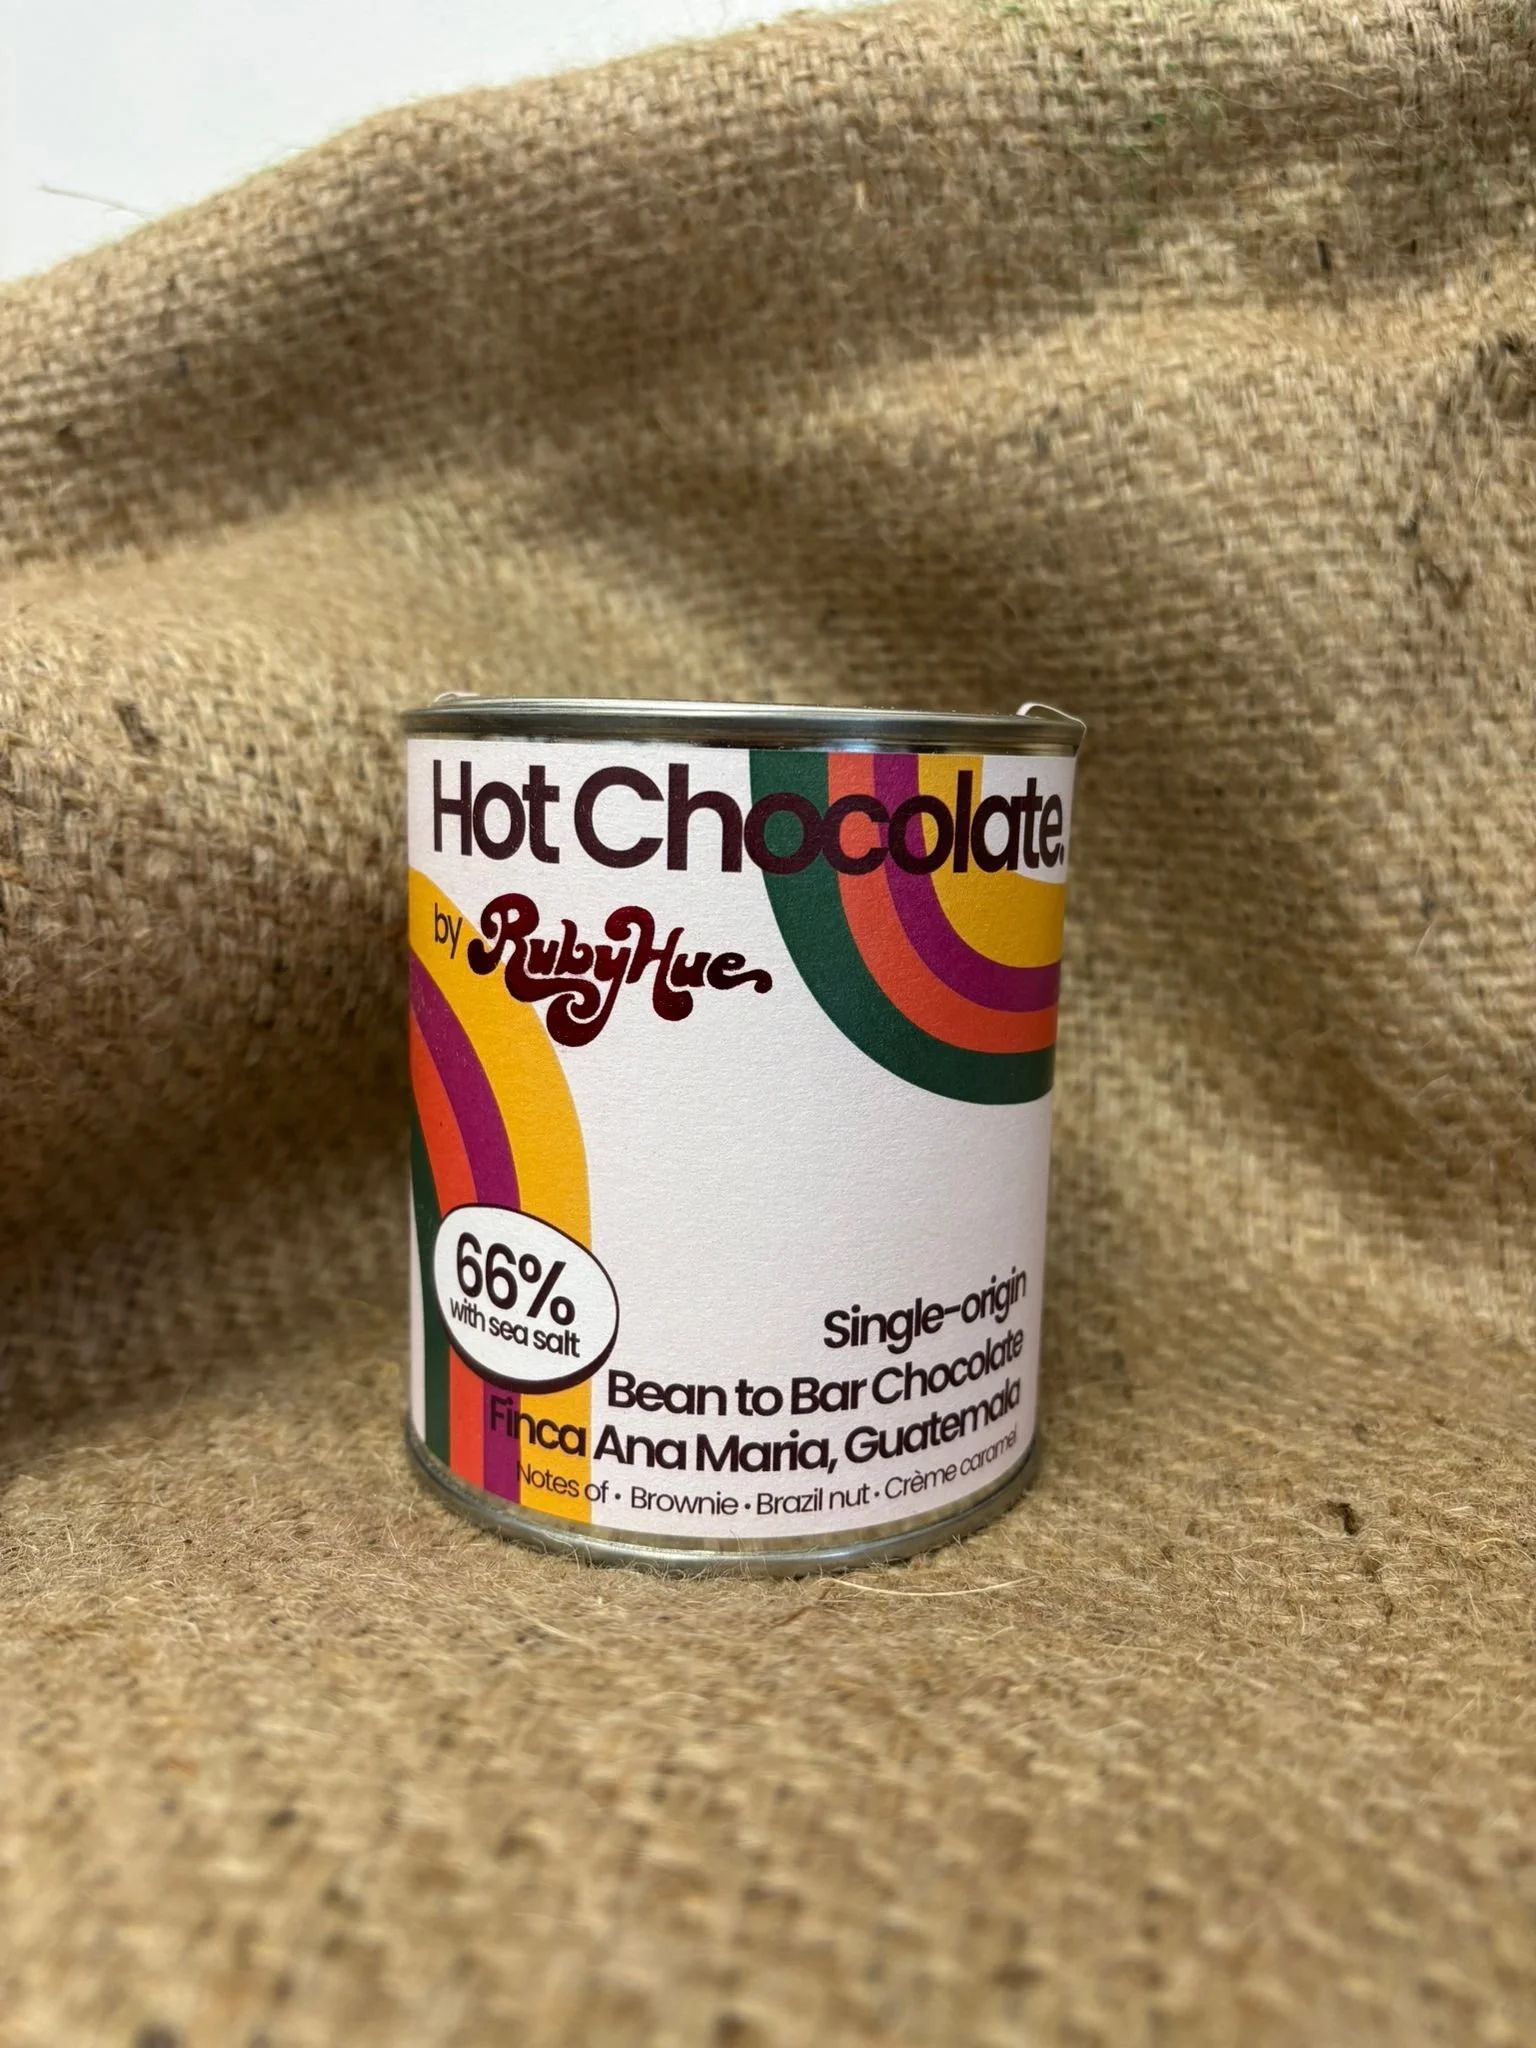 Hot Chocolate.
by RubyHue
66%
with sea salt
Single-origin
Bean to Bar Chocolate
Finca Ana Maria, Guatemala
Notes of • Brownie • Brazil nut • Crème caramel